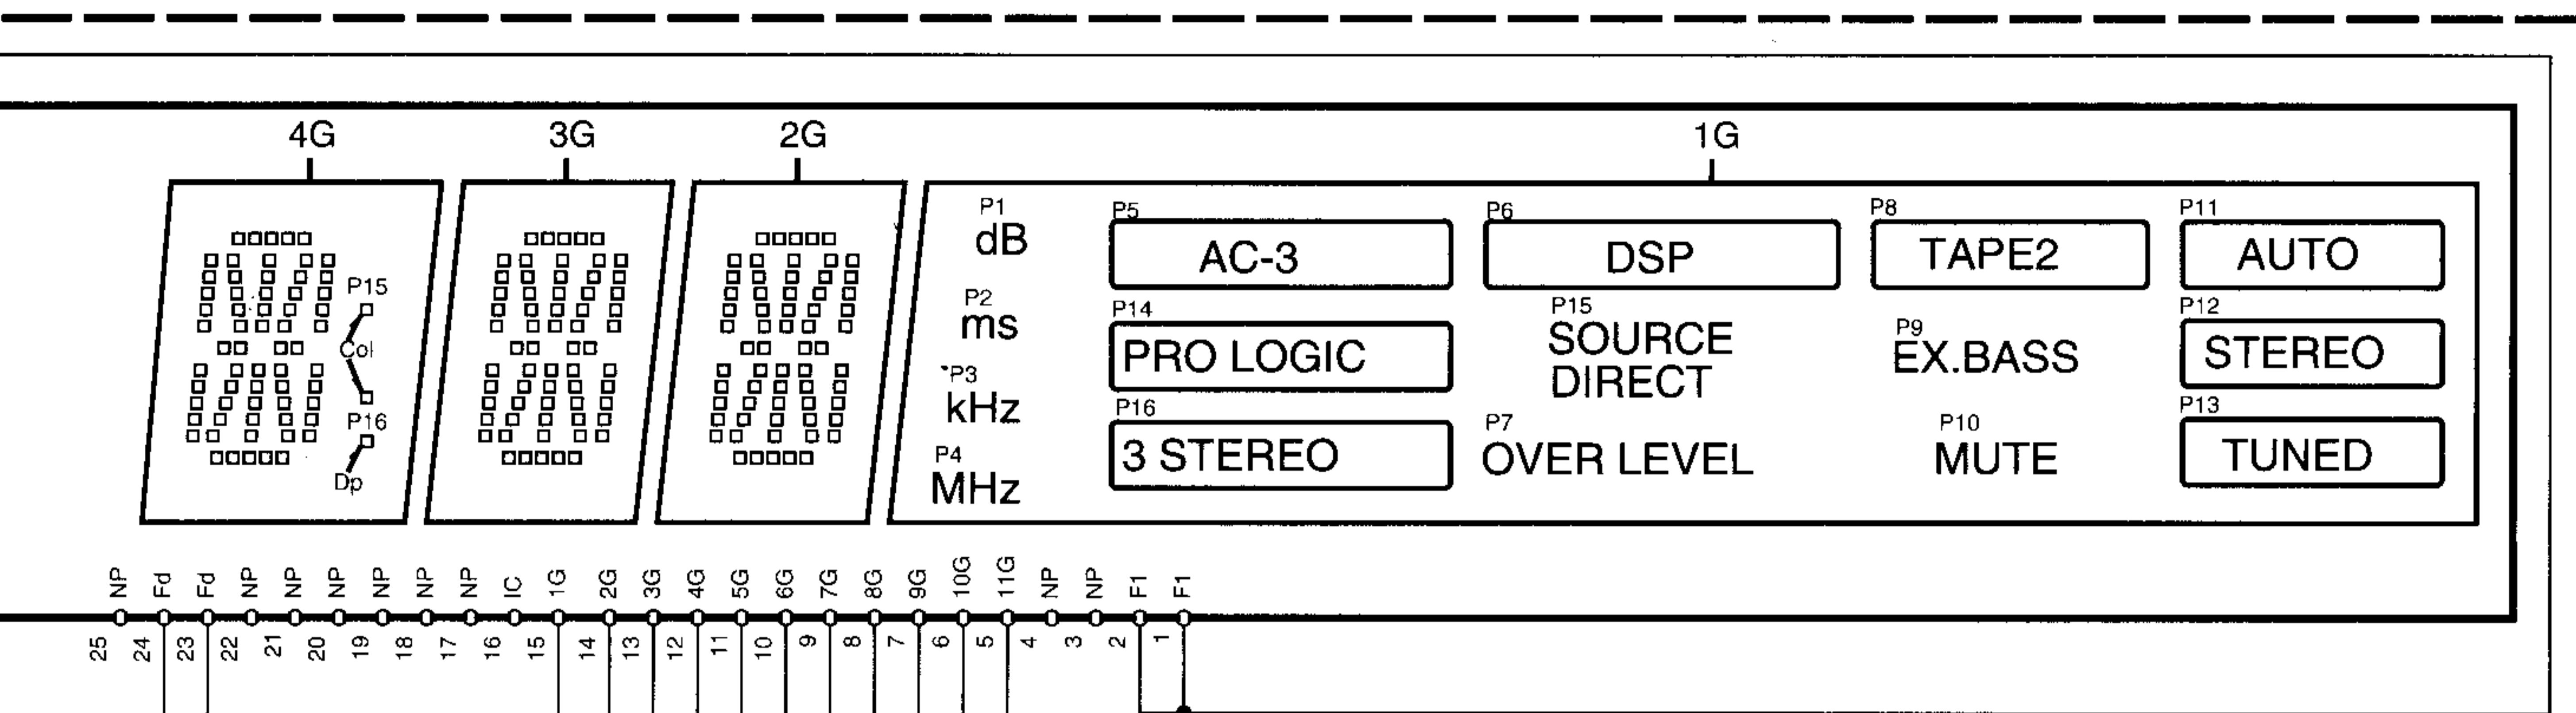 4G 3G 2G 1G
P1 P5 P6 P8 P11
dB AC-3 DSP TAPE2 AUTO
P15
P2 P14 P15 P12
ms SOURCE P9
Col PRO LOGIC DIRECT EX.BASS STEREO
P3
kHz
P16 P16 P7 P10 P13
P4 3 STEREO OVER LEVEL MUTE TUNED
Dp MHz
NP Fd Fd NP NP NP NP NP NP IC 1G 2G 3G 4G 5G 6G 7G 8G 9G 10G 11G NP NP F1 F1
25 24 23 22 21 20 19 18 17 16 15 14 13 12 11 10 9 8 7 6 5 4 3 2 1